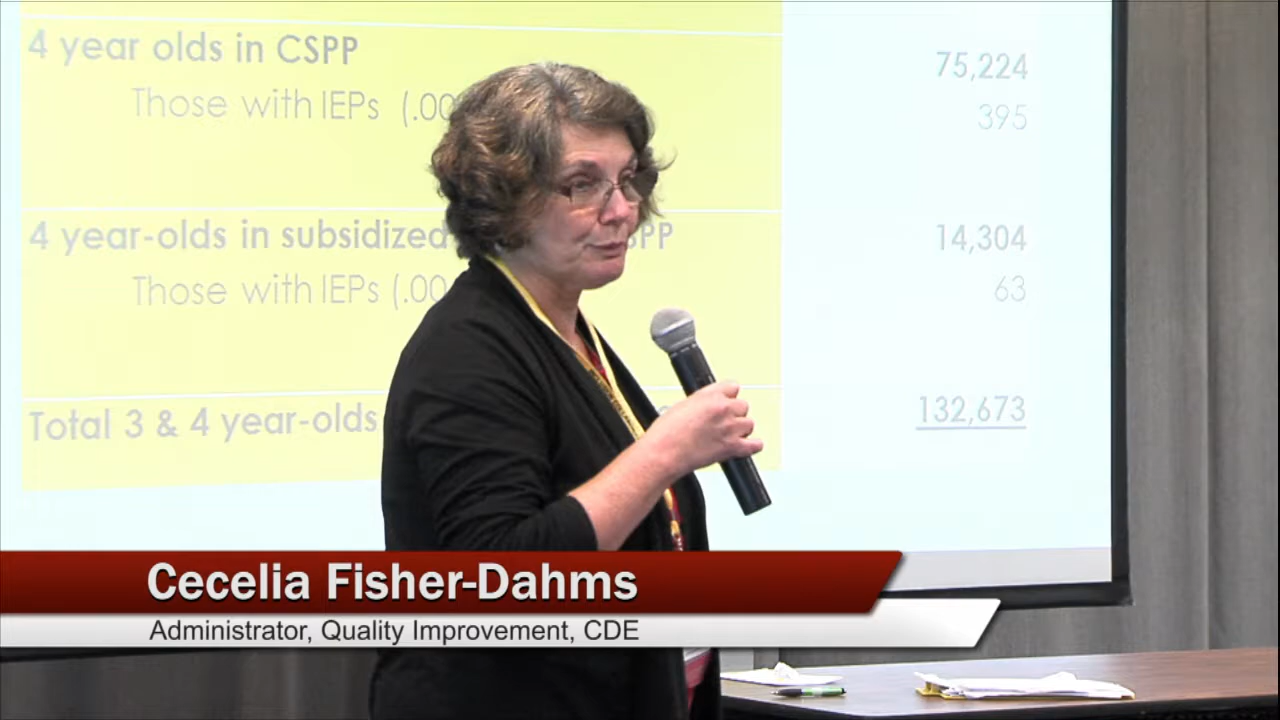 4 year olds in CSPP 75,224
Those with IEPs (.00 395
4 year-olds in subsidized SPP 14,304
Those with IEPs (.00 63
Total 3 & 4 year-olds 132,673
Cecelia Fisher-Dahms
Administrator, Quality Improvement, CDE